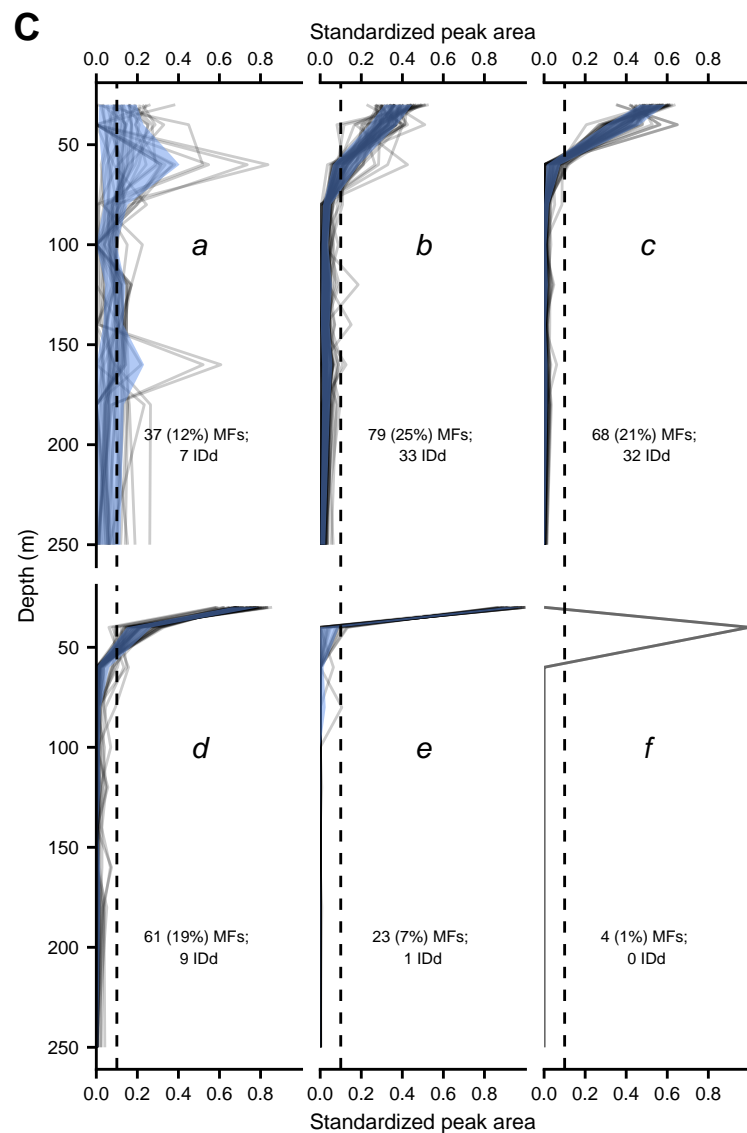 C
Standardized peak area
0.0 0.2 0.4 0.6 0.8 0.0 0.2 0.4 0.6 0.8 0.0 0.2 0.4 0.6 0.8
50
100
150
200
250
a
b
c
37 (12%) MFs;
7 IDd
79 (25%) MFs;
33 IDd
68 (21%) MFs;
32 IDd
Depth (m)
50
100
150
200
250
d
e
f
61 (19%) MFs;
9 IDd
23 (7%) MFs;
1 IDd
4 (1%) MFs;
0 IDd
0.0 0.2 0.4 0.6 0.8 0.0 0.2 0.4 0.6 0.8 0.0 0.2 0.4 0.6 0.8
Standardized peak area